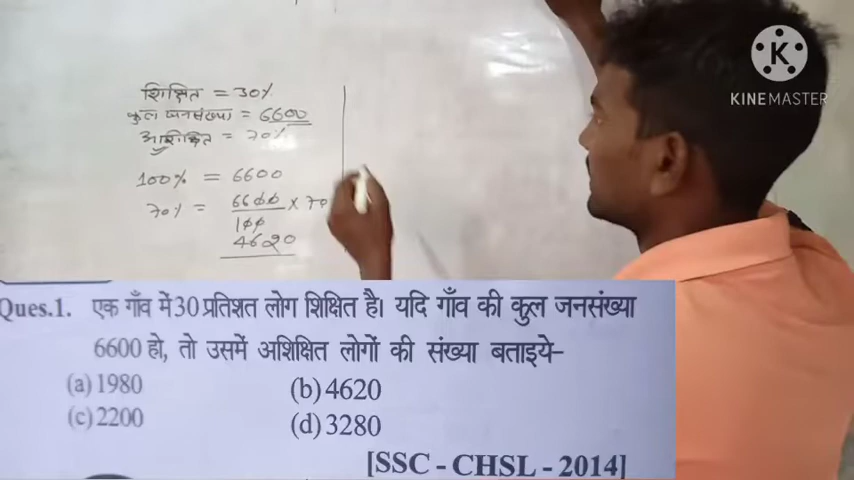 शिक्षित = 30%
कुल जनसंख्या = 6600
अशिक्षित = 70%
100% = 6600
70% = 6600 × 70
100
4620
KINEMASTER
Ques.1. एक गाँव में 30 प्रतिशत लोग शिक्षित है। यदि गाँव की कुल जनसंख्या
6600 हो, तो उसमें अशिक्षित लोगों की संख्या बताइये–
(a) 1980 (b) 4620
(c) 2200 (d) 3280
[SSC - CHSL - 2014]